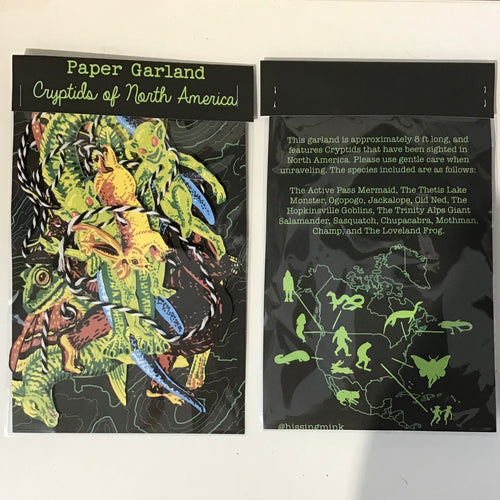 Paper Garland
Cryptids of North America
This garland is approximately 8 ft long, and
features Cryptids that have been sighted in
North America. Please use gentle care when
unraveling. The species included are as follows:
The Active Pass Mermaid, The Thetis Lake
Monster, Ogopogo, Jackalope, Old Ned, The
Hopkinsville Goblins, The Trinity Alps Giant
Salamander, Sasquatch, Chupacabra, Mothman,
Champ, and The Loveland Frog.
@hissingmink